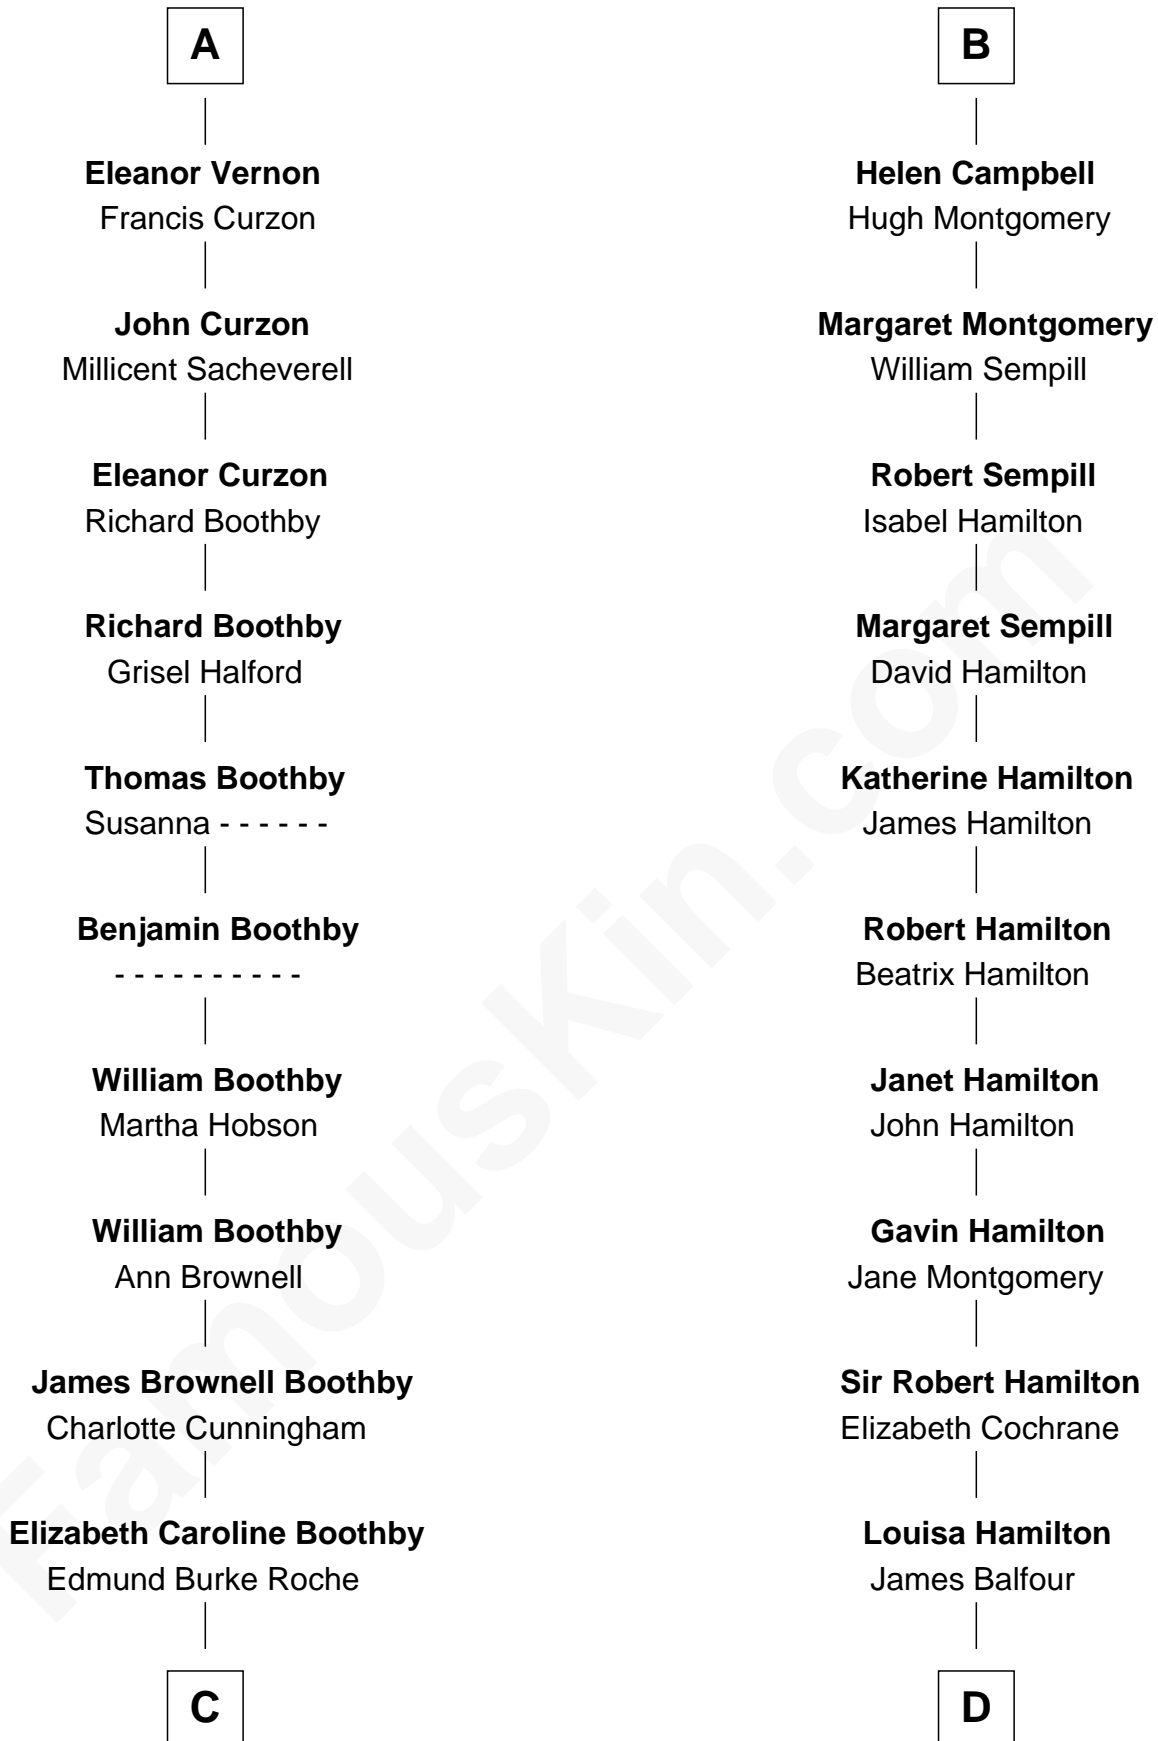 A
Eleanor Vernon
Francis Curzon
John Curzon
Millicent Sacheverell
Eleanor Curzon
Richard Boothby
Richard Boothby
Grisel Halford
Thomas Boothby
Susanna - - - - - -
Benjamin Boothby
- - - - - - - - - -
William Boothby
Martha Hobson
William Boothby
Ann Brownell
James Brownell Boothby
Charlotte Cunningham
Elizabeth Caroline Boothby
Edmund Burke Roche
C
B
Helen Campbell
Hugh Montgomery
Margaret Montgomery
William Sempill
Robert Sempill
Isabel Hamilton
Margaret Sempill
David Hamilton
Katherine Hamilton
James Hamilton
Robert Hamilton
Beatrix Hamilton
Janet Hamilton
John Hamilton
Gavin Hamilton
Jane Montgomery
Sir Robert Hamilton
Elizabeth Cochrane
Louisa Hamilton
James Balfour
D
FamousKin.com